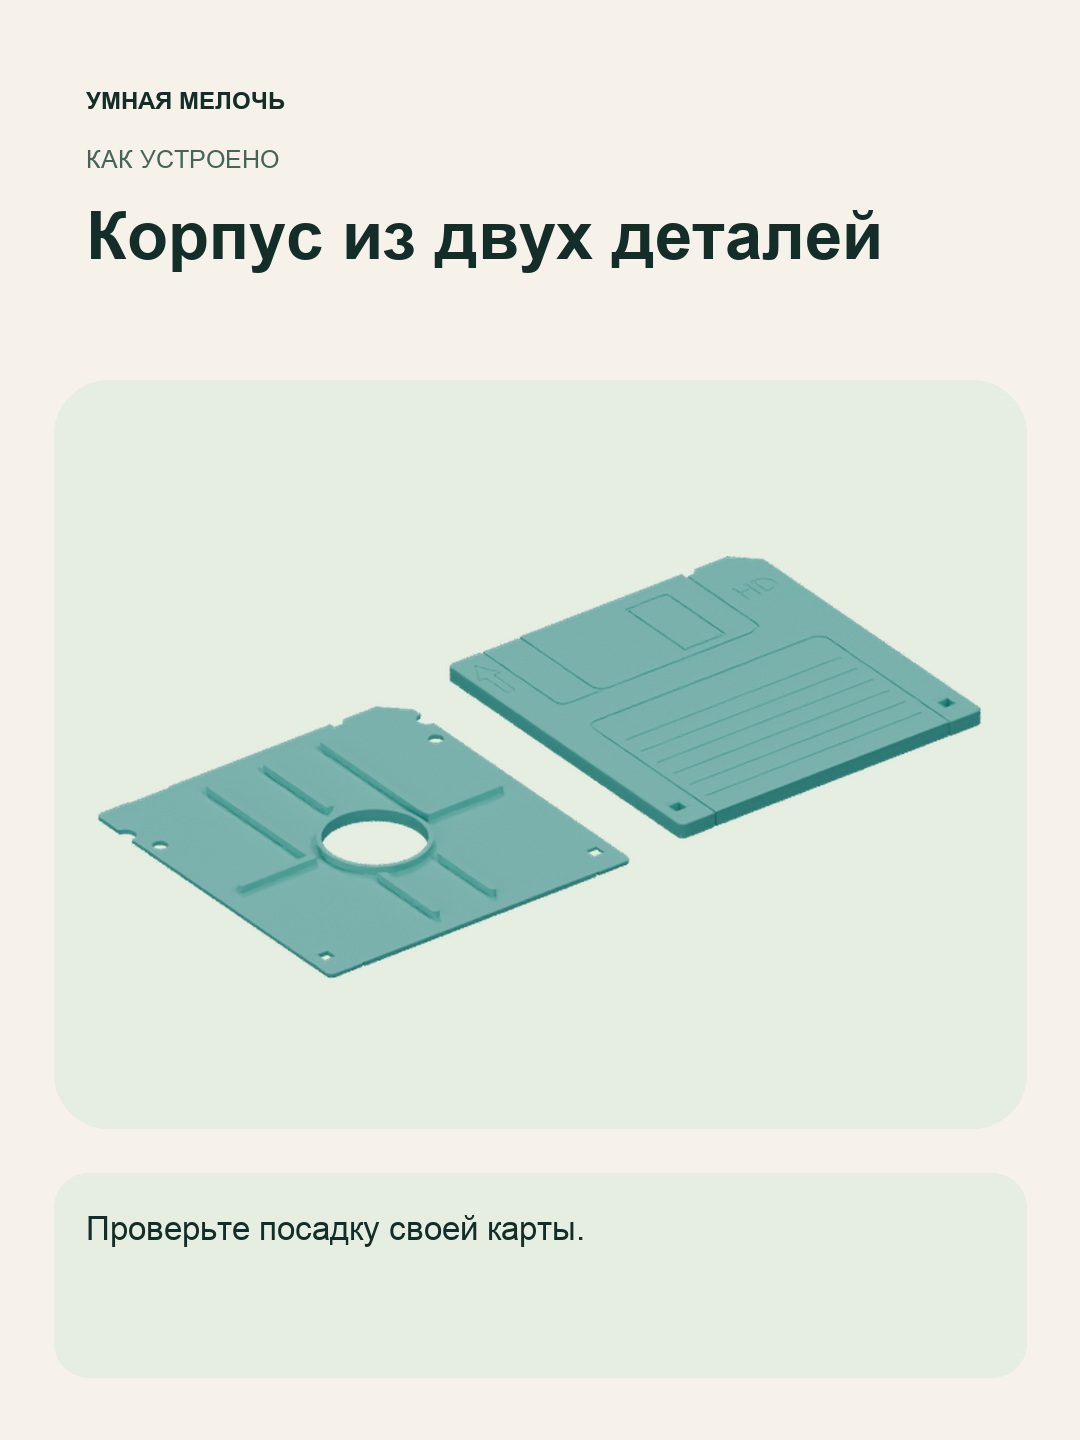 УМНАЯ МЕЛОЧЬ
КАК УСТРОЕНО
Корпус из двух деталей
HD
Проверьте посадку своей карты.